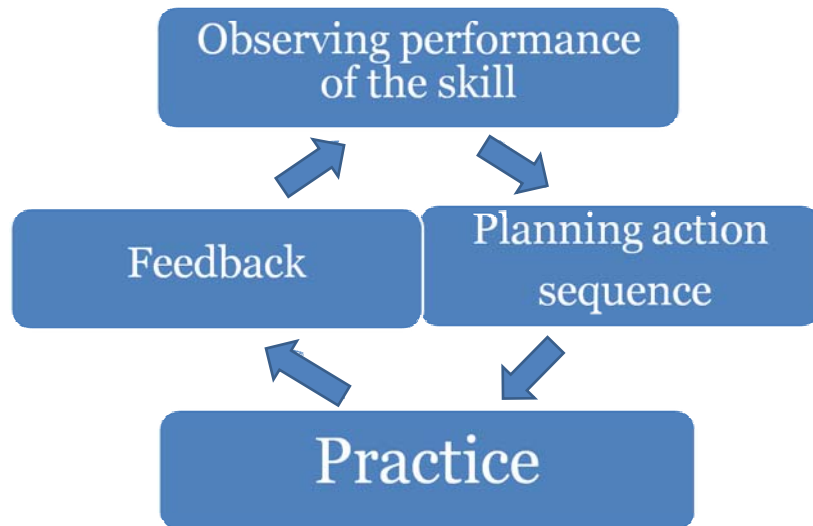 Observing performance
of the skill
Feedback
Planning action
sequence
Practice